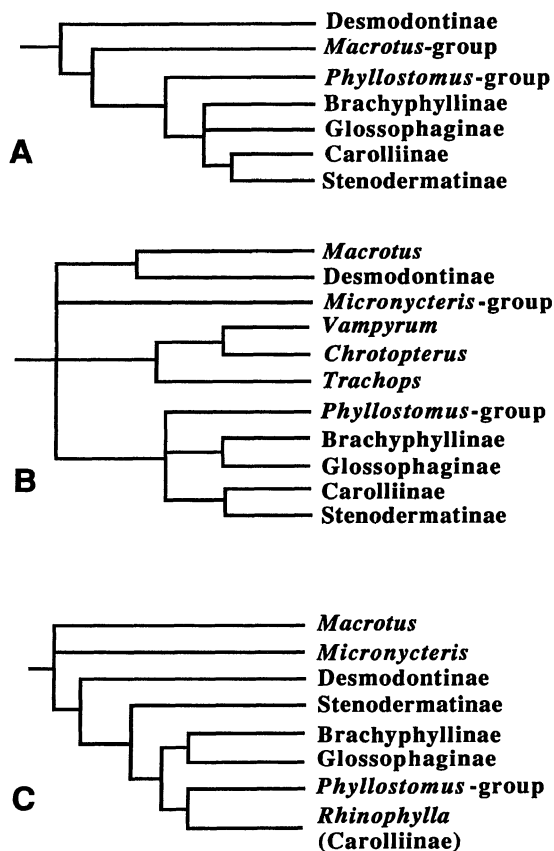 Desmodontinae
Macrotus-group
Phyllostomus-group
Brachyphyllinae
Glossophaginae
Carolliinae
Stenodermatinae
A
Macrotus
Desmodontinae
Micronycteris-group
Vampyrum
Chrotopterus
Trachops
Phyllostomus-group
Brachyphyllinae
Glossophaginae
Carolliinae
Stenodermatinae
B
Macrotus
Micronycteris
Desmodontinae
Stenodermatinae
Brachyphyllinae
Glossophaginae
Phyllostomus-group
Rhinophylla
(Carolliinae)
C